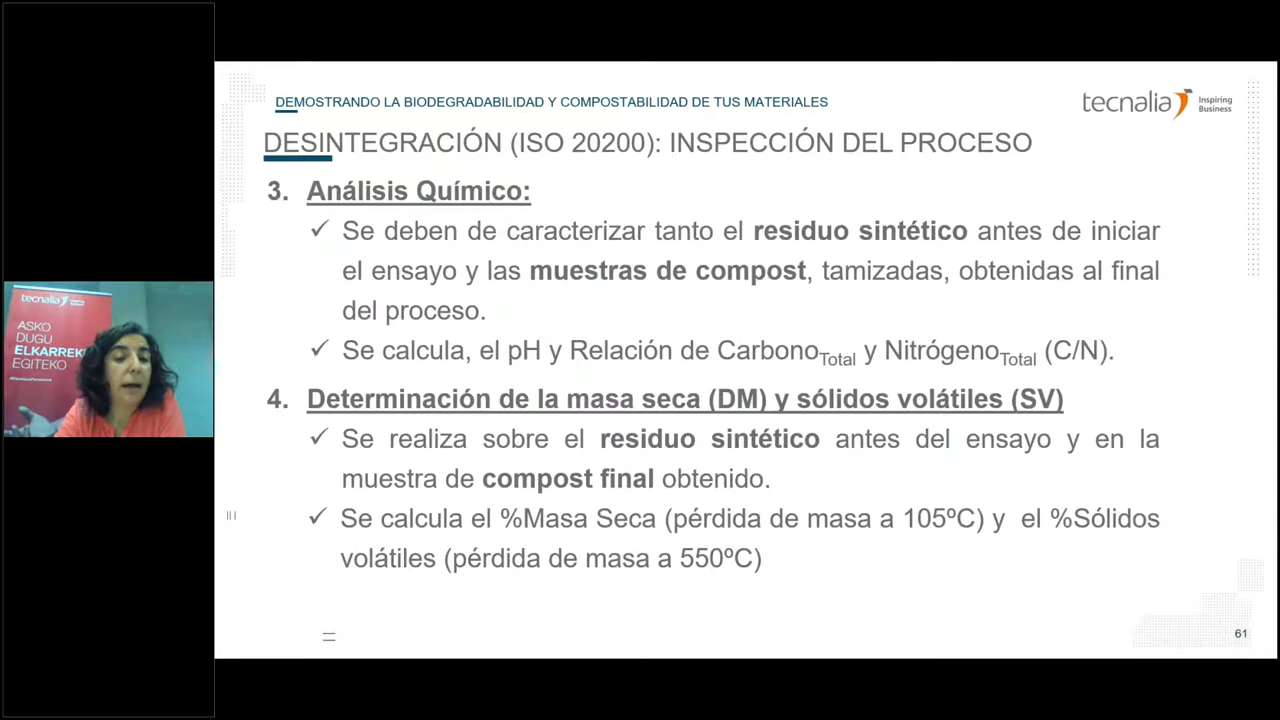 DEMOSTRANDO LA BIODEGRADABILIDAD Y COMPOSTABILIDAD DE TUS MATERIALES
tecnalia Inspiring
Business
DESINTEGRACIÓN (ISO 20200): INSPECCIÓN DEL PROCESO
3. Análisis Químico:
✓ Se deben de caracterizar tanto el residuo sintético antes de iniciar
el ensayo y las muestras de compost, tamizadas, obtenidas al final
del proceso.
✓ Se calcula, el pH y Relación de CarbonoTotal y NitrógenoTotal (C/N).
4. Determinación de la masa seca (DM) y sólidos volátiles (SV)
✓ Se realiza sobre el residuo sintético antes del ensayo y en la
muestra de compost final obtenido.
✓ Se calcula el %Masa Seca (pérdida de masa a 105ºC) y el %Sólidos
volátiles (pérdida de masa a 550ºC)
61
tecnalia
ASKO
DUGU
ELKARREKI
EGITEKO